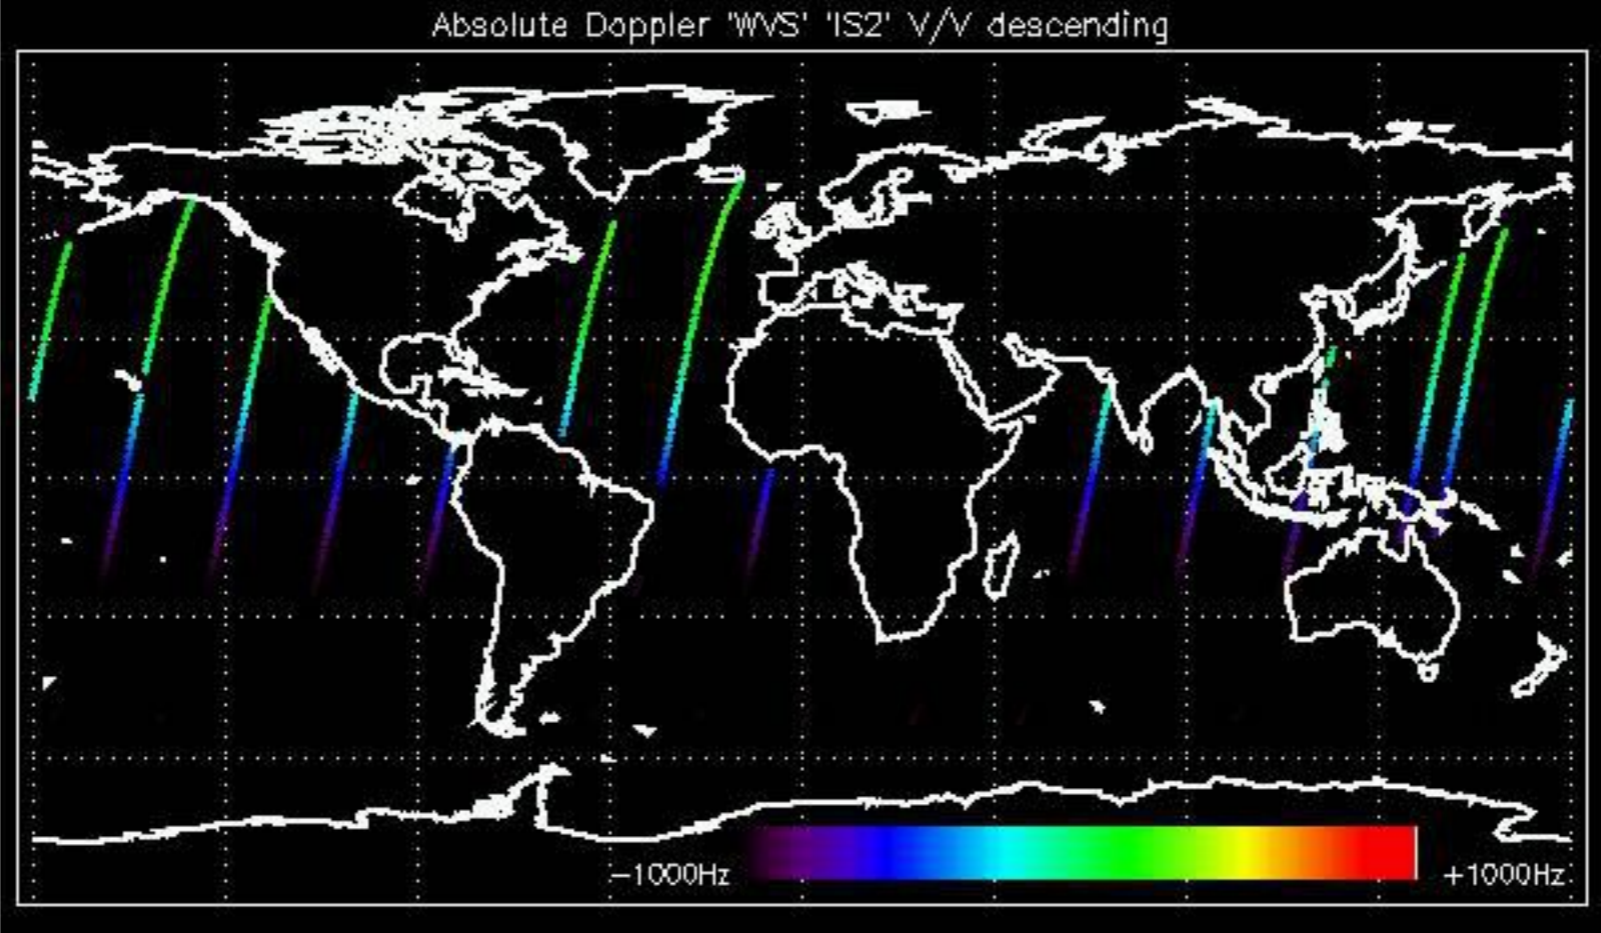 Absolute Doppler 'WVS' 'IS2' V/V descending
−1000Hz +1000Hz